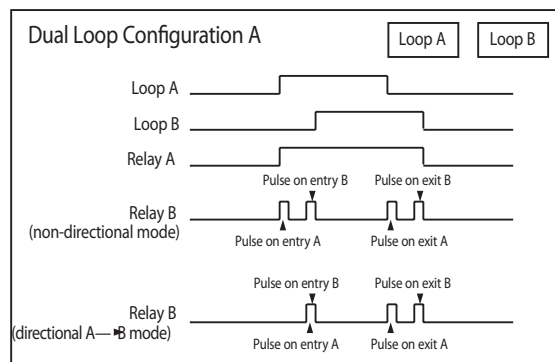 Dual Loop Configuration A
Loop A
Loop B
Loop A
Loop B
Relay A
Pulse on entry B
Pulse on exit B
Relay B
(non-directional mode)
Pulse on entry A
Pulse on exit A
Pulse on entry B
Pulse on exit B
Relay B
(directional A—►B mode)
Pulse on entry A
Pulse on exit A